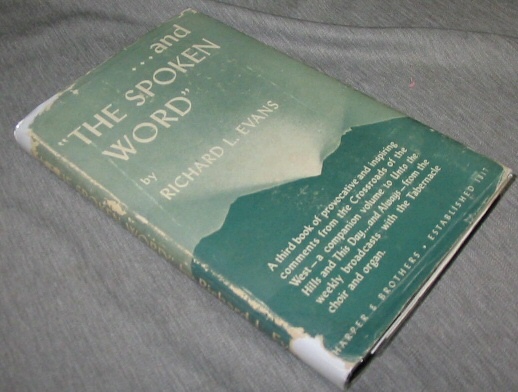 ...and
"THE SPOKEN
WORD"
by
RICHARD L. EVANS
A third book of provocative and inspiring
comments from the Crossroads of the
West—a companion volume to Unto the
Hills and This Day...and Always—from the
weekly broadcasts with the Tabernacle
choir and organ.
HARPER & BROTHERS • ESTABLISHED 1817
Richard L. Ev